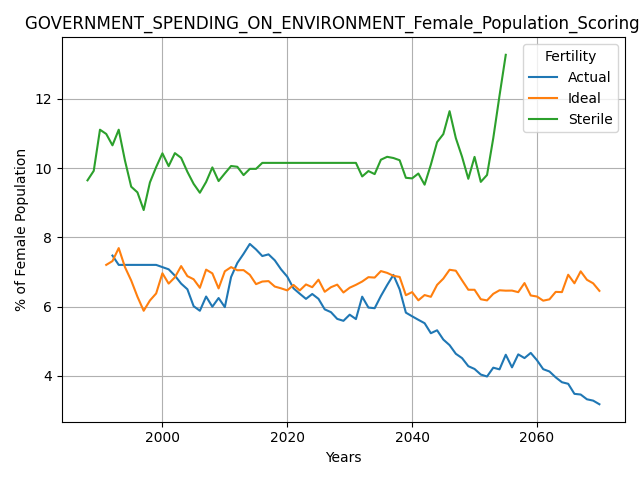 GOVERNMENT_SPENDING_ON_ENVIRONMENT_Female_Population_Scoring
Fertility
Actual
Ideal
Sterile
% of Female Population
12
10
8
6
4
2000
2020
2040
2060
Years